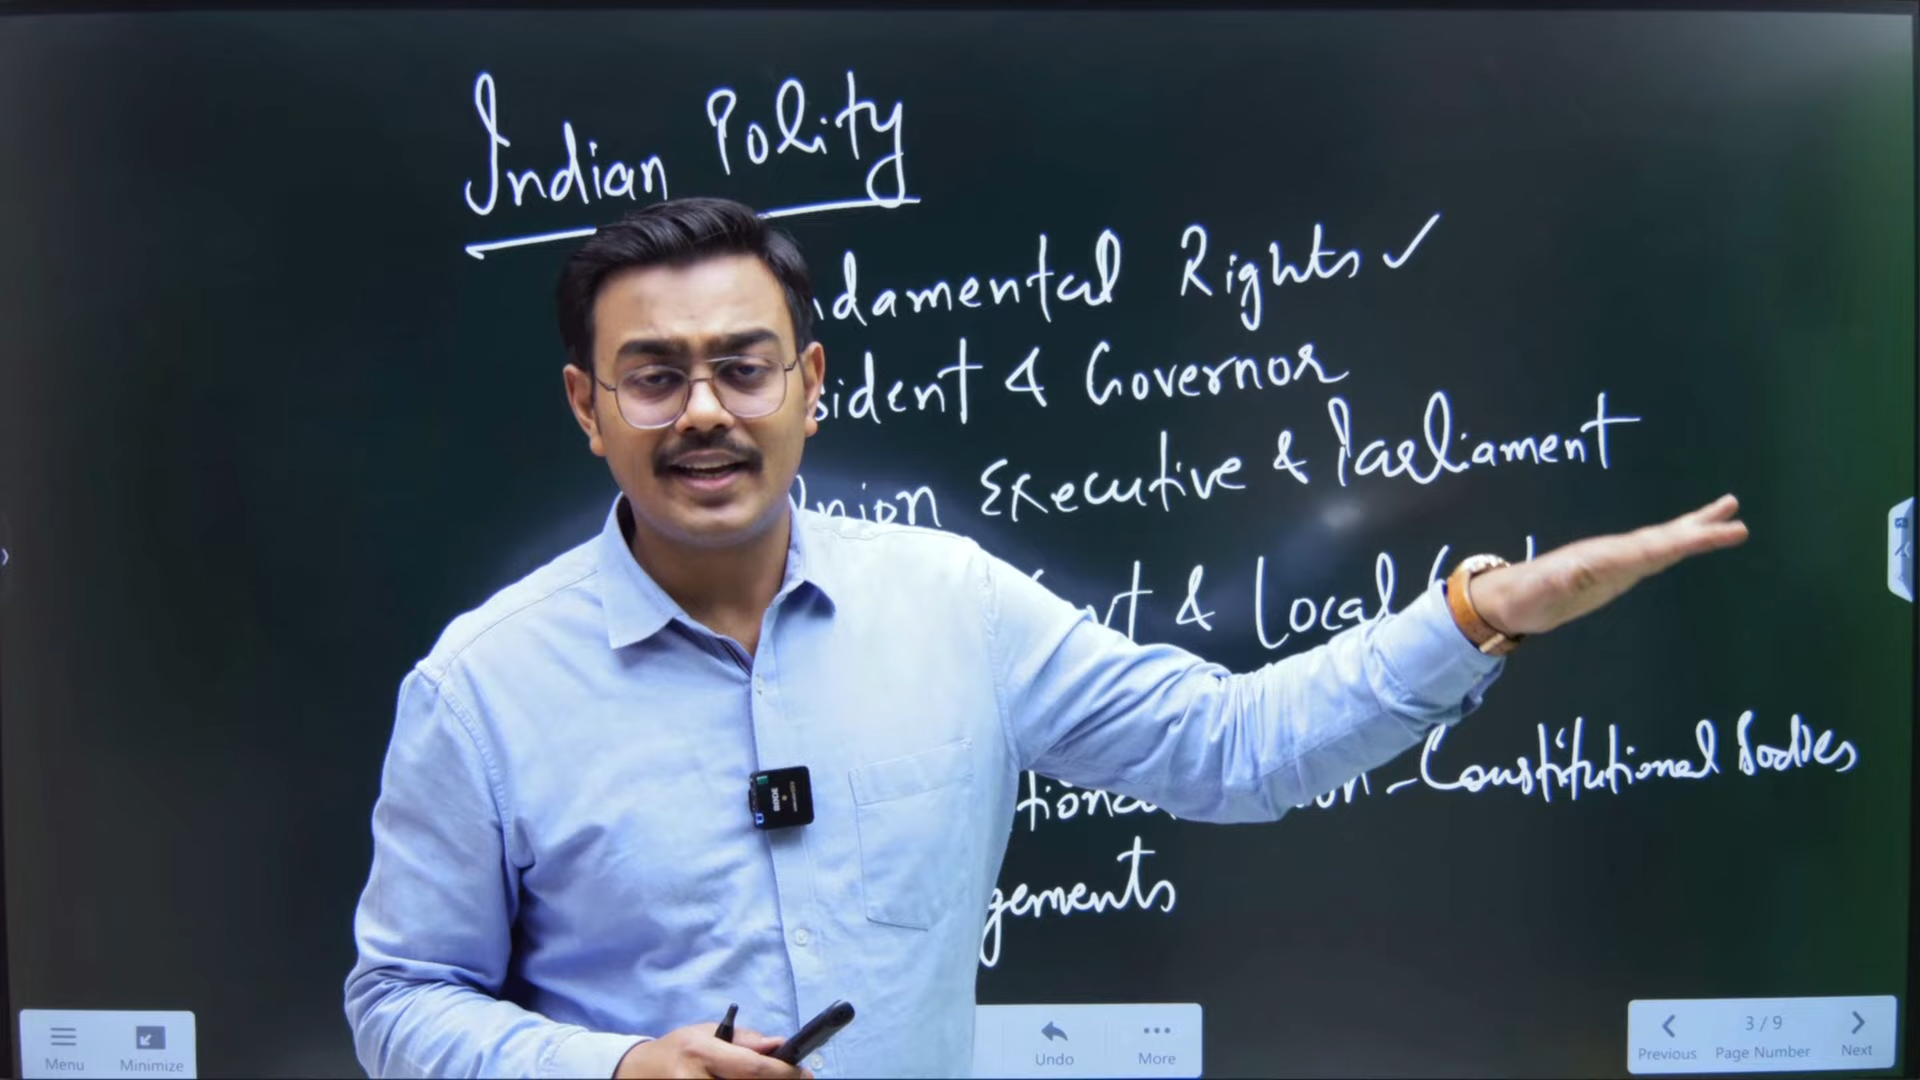 Indian Polity
ndamental Rights ✓
sident & Governor
Union Executive & Parliament
& Local
Constitutional Bodies
gements
RODE
Menu
Minimize
Undo
More
Previous
3 / 9
Page Number
Next